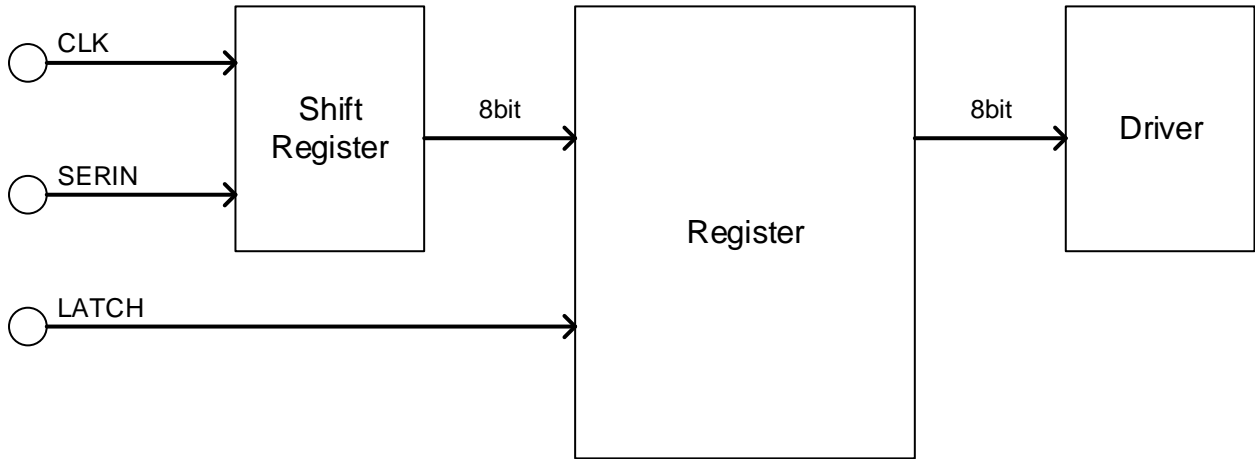 CLK
Shift
Register
8bit
8bit
Driver
SERIN
Register
LATCH